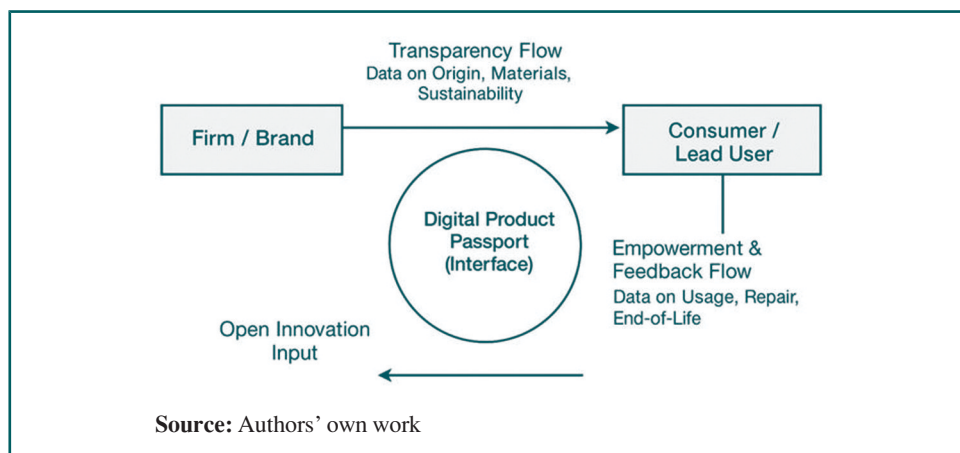 Transparency Flow
Data on Origin, Materials,
Sustainability
Firm / Brand
Consumer /
Lead User
Digital Product
Passport
(Interface)
Empowerment &
Feedback Flow
Data on Usage, Repair,
End-of-Life
Open Innovation
Input
Source: Authors' own work